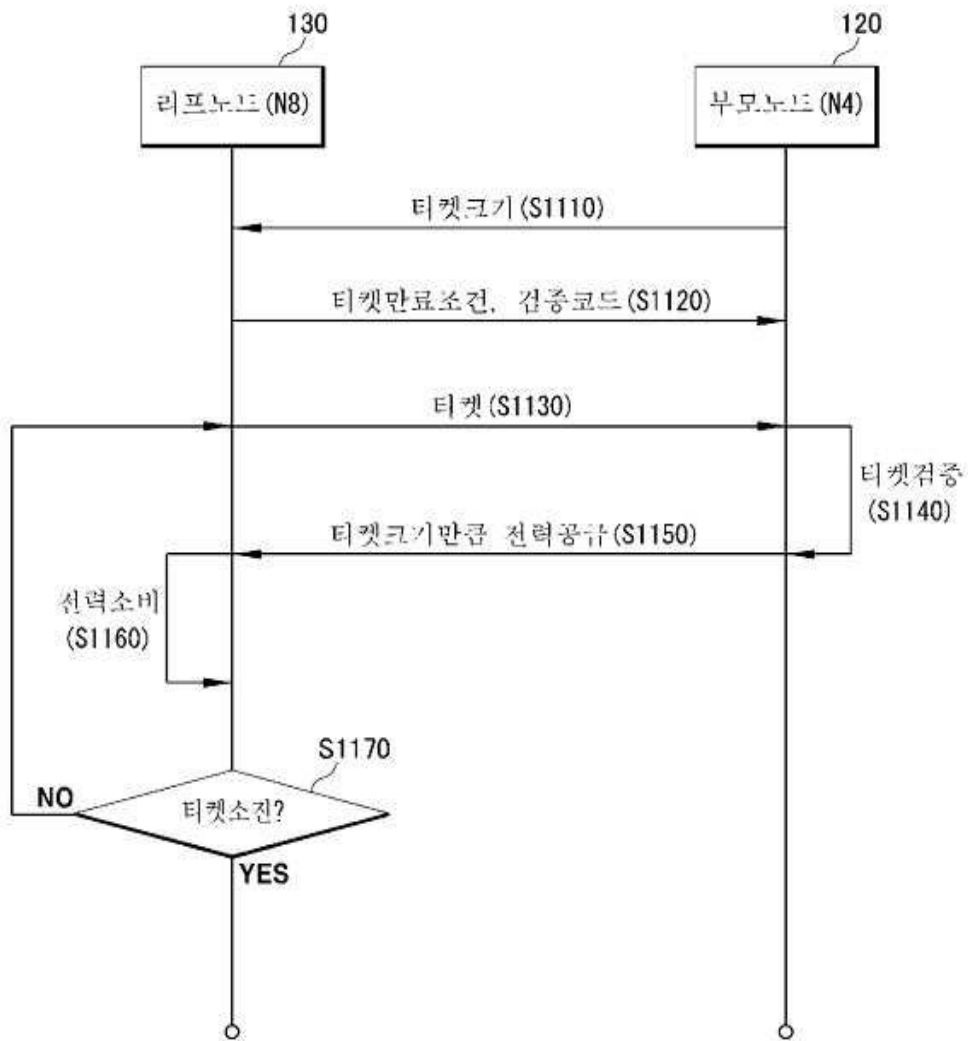 130
120
리프노드(N8)
부모노드(N4)
티켓크기(S1110)
티켓만료조건, 검증코드(S1120)
티켓(S1130)
티켓검증
(S1140)
티켓크기만큼 전력공급(S1150)
전력소비
(S1160)
S1170
NO
티켓소진?
YES